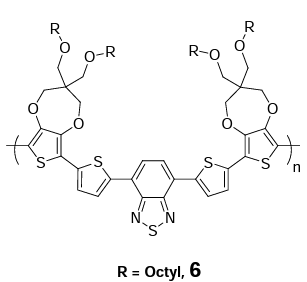 R R
O O R
R O O
O O
O O
S S
S S
n
N N
S
R = Octyl, 6